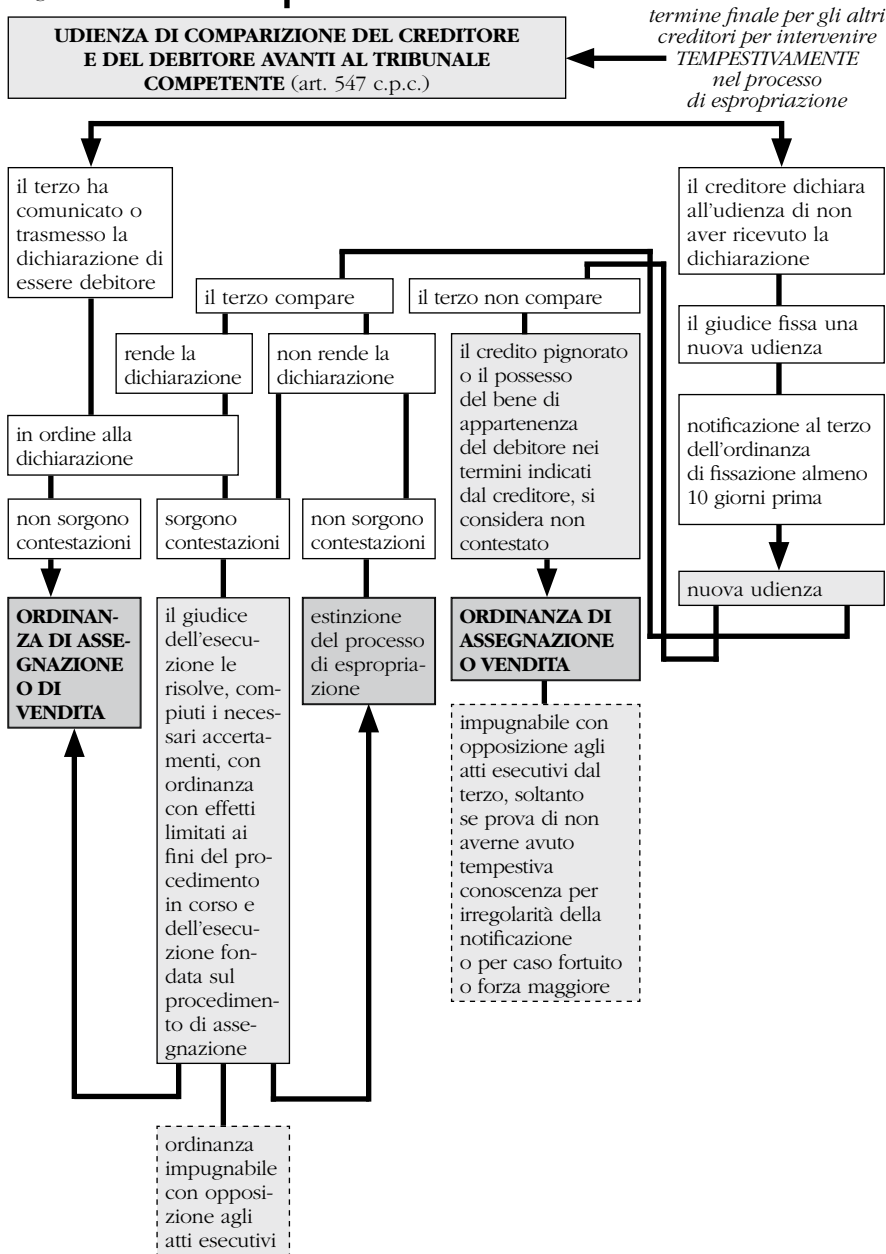 UDIENZA DI COMPARIZIONE DEL CREDITORE
E DEL DEBITORE AVANTI AL TRIBUNALE
COMPETENTE (art. 547 c.p.c.)
termine finale per gli altri
creditori per intervenire
TEMPESTIVAMENTE
nel processo
di espropriazione
il terzo ha
comunicato o
trasmesso la
dichiarazione di
essere debitore
il creditore dichiara
all'udienza di non
aver ricevuto la
dichiarazione
il terzo compare
il terzo non compare
rende la
dichiarazione
non rende la
dichiarazione
il credito pignorato
o il possesso
del bene di
appartenenza
del debitore nei
termini indicati
dal creditore, si
considera non
contestato
il giudice fissa una
nuova udienza
in ordine alla
dichiarazione
notificazione al terzo
dell'ordinanza
di fissazione almeno
10 giorni prima
non sorgono
contestazioni
sorgono
contestazioni
non sorgono
contestazioni
nuova udienza
ORDINAN-
ZA DI ASSE-
GNAZIONE
O DI
VENDITA
il giudice
dell'esecu-
zione le
risolve, com-
piuti i neces-
sari accerta-
menti, con
ordinanza
con effetti
limitati ai
fini del pro-
cedimento
in corso e
dell'esecu-
zione fon-
data sul
procedimen-
to di asse-
gnazione
estinzione
del processo
di espropria-
zione
ORDINANZA DI
ASSEGNAZIONE
O VENDITA
impugnabile con
opposizione agli
atti esecutivi dal
terzo, soltanto
se prova di non
averne avuto
tempestiva
conoscenza per
irregolarità della
notificazione
o per caso fortuito
o forza maggiore
ordinanza
impugnabile
con opposi-
zione agli
atti esecutivi